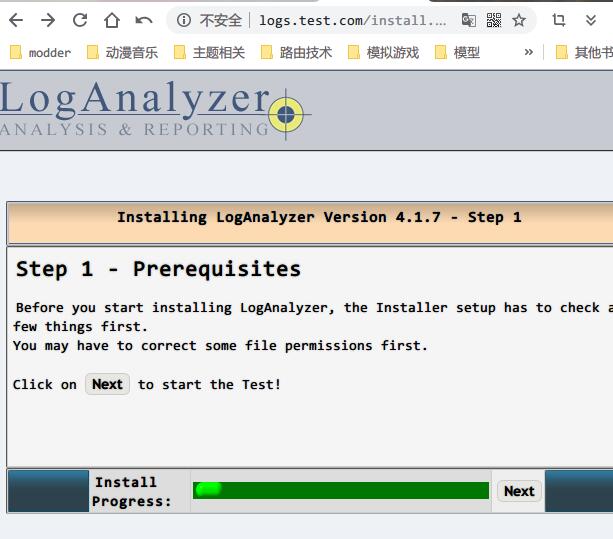 不安全 logs.test.com/install....
modder 动漫音乐 主题相关 路由技术 模拟游戏 模型 » 其他书
LogAnalyzer
ANALYSIS & REPORTING
Installing LogAnalyzer Version 4.1.7 - Step 1
Step 1 - Prerequisites
Before you start installing LogAnalyzer, the Installer setup has to check a
few things first.
You may have to correct some file permissions first.
Click on Next to start the Test!
Install
Progress:
Next